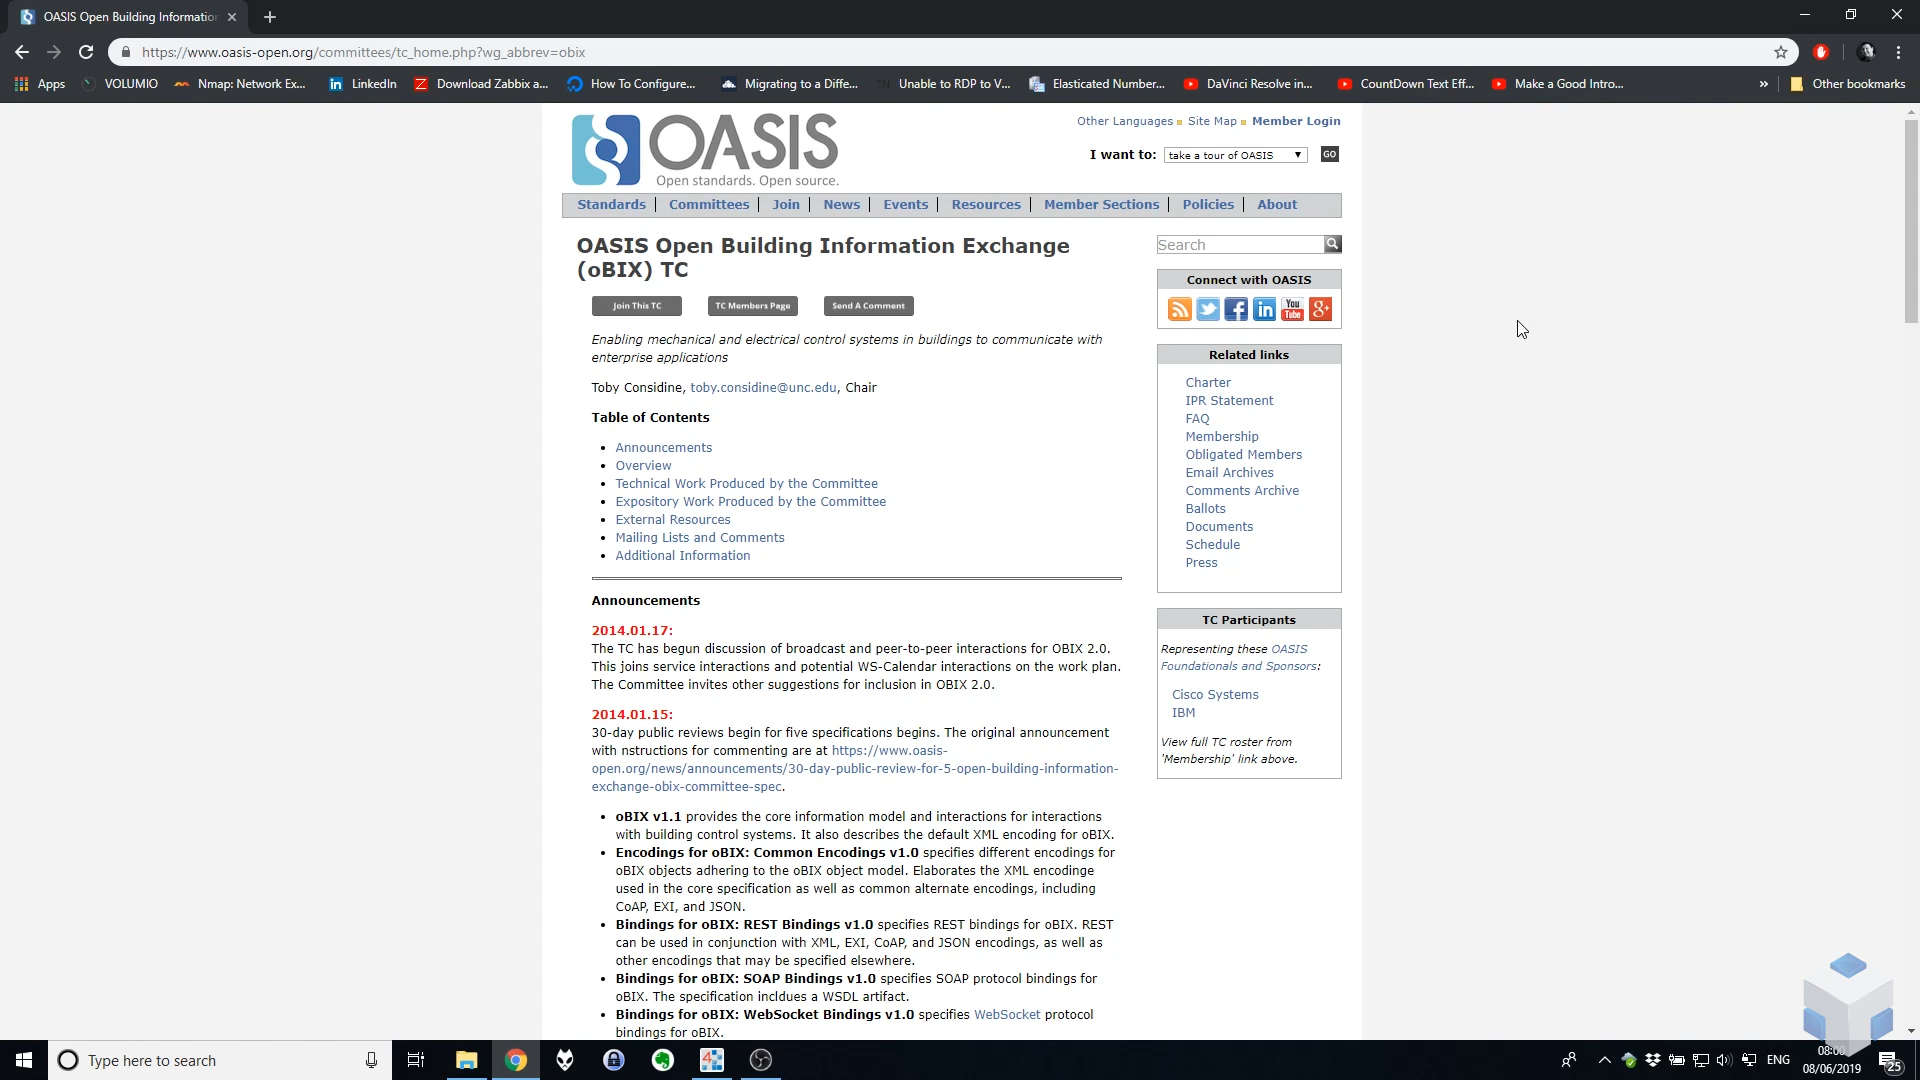 OASIS Open Building Information
https://www.oasis-open.org/committees/tc_home.php?wg_abbrev=obix
Apps
VOLUMIO
Nmap: Network Ex...
LinkedIn
Download Zabbix a...
How To Configure...
Migrating to a Diffe...
Unable to RDP to V...
Elasticated Number...
DaVinci Resolve in...
CountDown Text Eff...
Make a Good Intro...
»
Other bookmarks
OASIS
Open standards. Open source.
Other Languages Site Map Member Login
I want to: take a tour of OASIS GO
Standards Committees Join News Events Resources Member Sections Policies About
OASIS Open Building Information Exchange
(oBIX) TC
Join This TC
TC Members Page
Send A Comment
Enabling mechanical and electrical control systems in buildings to communicate with
enterprise applications
Toby Considine, toby.considine@unc.edu, Chair
Table of Contents
Announcements
Overview
Technical Work Produced by the Committee
Expository Work Produced by the Committee
External Resources
Mailing Lists and Comments
Additional Information
Announcements
2014.01.17:
The TC has begun discussion of broadcast and peer-to-peer interactions for OBIX 2.0.
This joins service interactions and potential WS-Calendar interactions on the work plan.
The Committee invites other suggestions for inclusion in OBIX 2.0.
2014.01.15:
30-day public reviews begin for five specifications begins. The original announcement
with nstructions for commenting are at https://www.oasis-
open.org/news/announcements/30-day-public-review-for-5-open-building-information-
exchange-obix-committee-spec.
oBIX v1.1 provides the core information model and interactions for interactions
with building control systems. It also describes the default XML encoding for oBIX.
Encodings for oBIX: Common Encodings v1.0 specifies different encodings for
oBIX objects adhering to the oBIX object model. Elaborates the XML encodinge
used in the core specification as well as common alternate encodings, including
CoAP, EXI, and JSON.
Bindings for oBIX: REST Bindings v1.0 specifies REST bindings for oBIX. REST
can be used in conjunction with XML, EXI, CoAP, and JSON encodings, as well as
other encodings that may be specified elsewhere.
Bindings for oBIX: SOAP Bindings v1.0 specifies SOAP protocol bindings for
oBIX. The specification incldues a WSDL artifact.
Bindings for oBIX: WebSocket Bindings v1.0 specifies WebSocket protocol
bindings for oBIX.
Search
Connect with OASIS
in
You
Tube
g+
Related links
Charter
IPR Statement
FAQ
Membership
Obligated Members
Email Archives
Comments Archive
Ballots
Documents
Schedule
Press
TC Participants
Representing these OASIS
Foundationals and Sponsors:
Cisco Systems
IBM
View full TC roster from
'Membership' link above.
Type here to search
ENG
08:00
08/06/2019
25